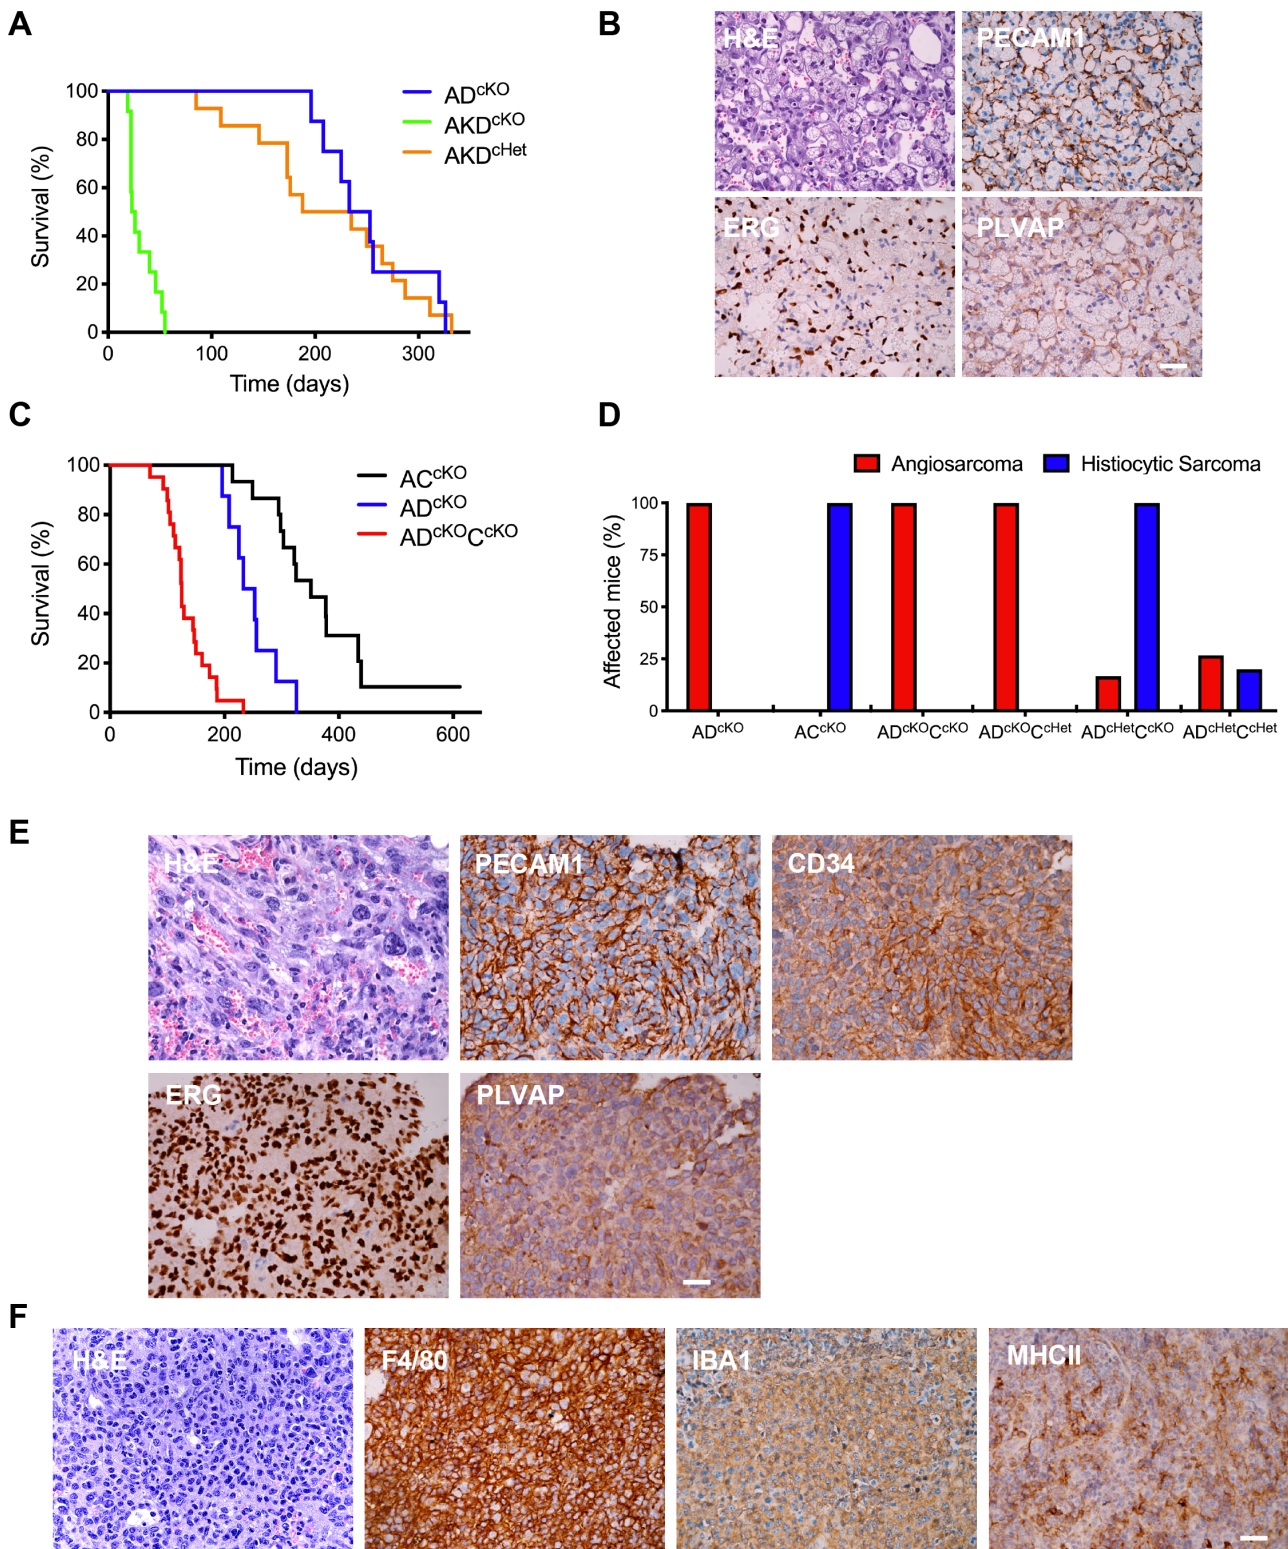 A
100
80
60
40
20
0
Survival (%)
0 100 200 300
Time (days)
ADcKO
AKDcKO
AKDcHet
B
H&E
PECAM1
ERG
PLVAP
C
100
80
60
40
20
0
Survival (%)
0 200 400 600
Time (days)
ACcKO
ADcKO
ADcKOCcKO
D
Angiosarcoma Histiocytic Sarcoma
100
75
50
25
0
Affected mice (%)
ADcKO ACcKO ADcKOCcKO ADcKOCcHet ADcHetCcKO ADcHetCcHet
E
H&E
PECAM1
CD34
ERG
PLVAP
F
H&E
F4/80
IBA1
MHCII